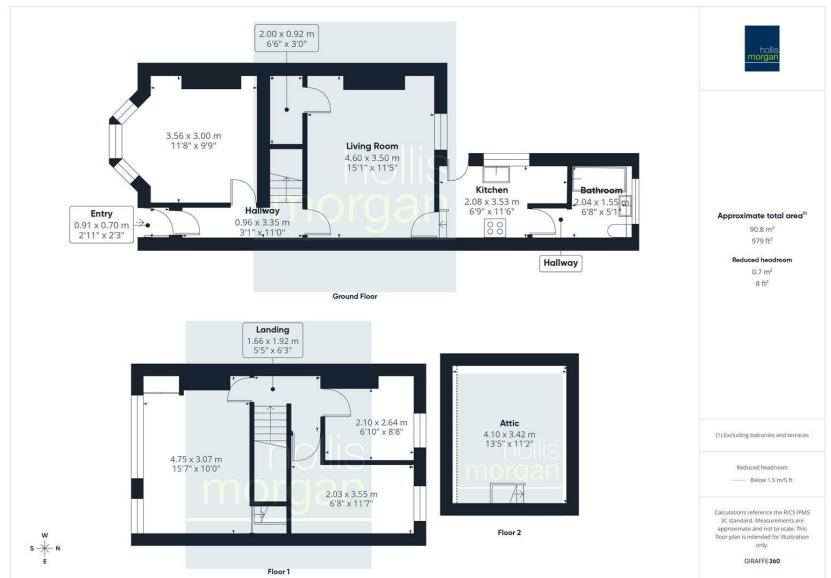 2.00 x 0.92 m
6'6" x 3'0"
3.56 x 3.00 m
11'8" x 9'9"
Living Room
4.60 x 3.50 m
15'1" x 11'5"
Entry
0.91 x 0.70 m
2'11" x 2'3"
Hallway
0.96 x 3.35 m
3'1" x 11'0"
Kitchen
2.08 x 3.53 m
6'9" x 11'6"
Bathroom
2.04 x 1.55 m
6'8" x 5'1"
Hallway
hollis
morgan
Ground Floor
Landing
1.66 x 1.92 m
5'5" x 6'3"
4.75 x 3.07 m
15'7" x 10'0"
2.10 x 2.64 m
6'10" x 8'8"
2.03 x 3.55 m
6'8" x 11'7"
hollis
morgan
Floor 1
Attic
4.10 x 3.42 m
13'5" x 11'2"
hollis
morgan
Floor 2
W
S N
E
hollis
morgan
Approximate total area(1)
90.8 m²
979 ft²
Reduced headroom
0.7 m²
8 ft²
(1) Excluding balconies and terraces
Reduced headroom
Below 1.5 m/5 ft
Calculations reference the RICS IPMS
3C standard. Measurements are
approximate and not to scale. This
floor plan is intended for illustration
only.
GIRAFFE360